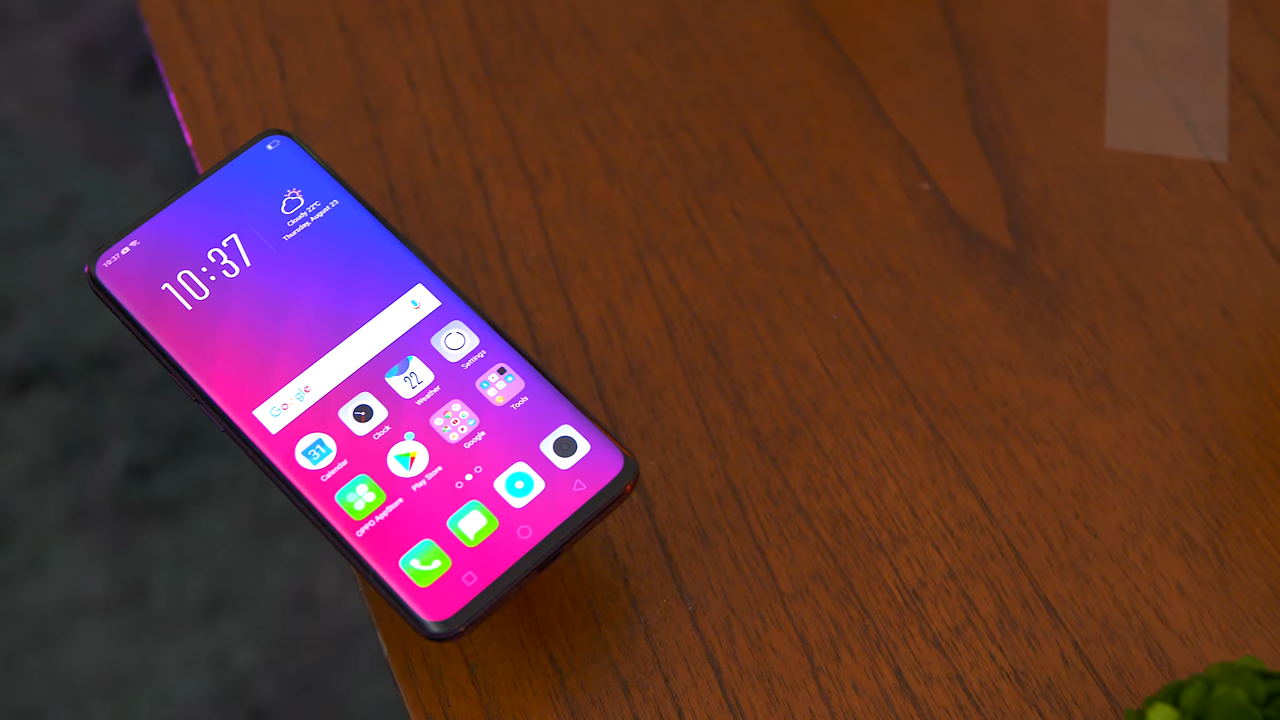 10:37
10:37
Cloudy 22°C
Thursday, August 23
Google
31
Calendar
Clock
22
Weather
Settings
OPPO AppStore
Play Store
Google
Tools